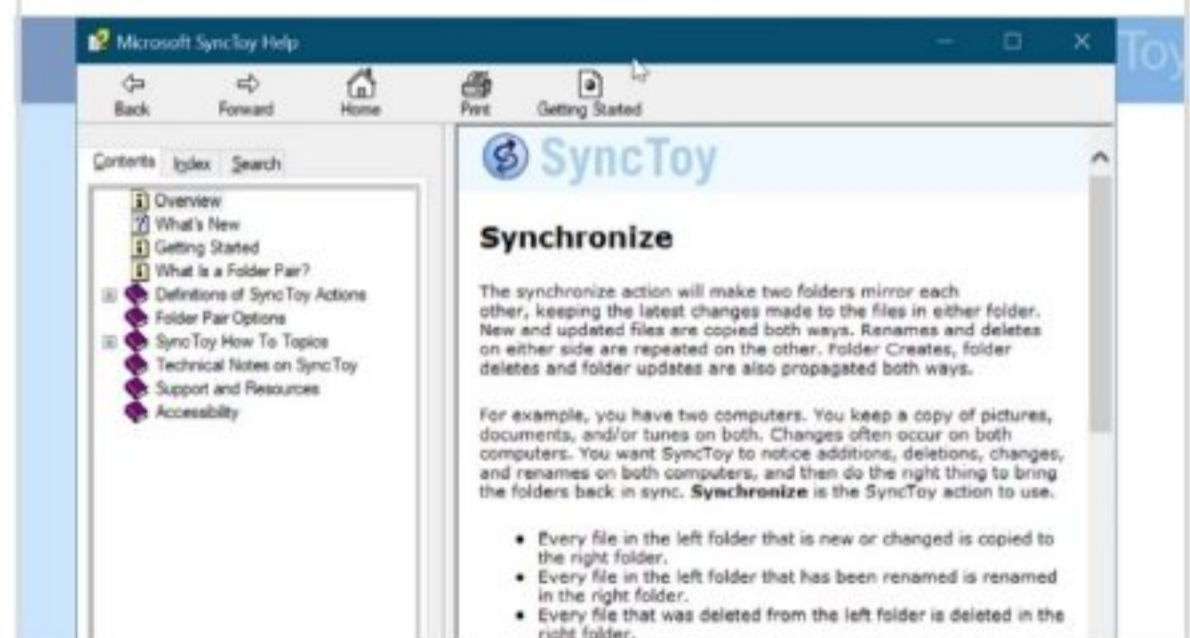 Microsoft SyncToy Help
Toy
Back Forward Home Print Getting Started
Contents Index Search
Overview
What's New
Getting Started
What Is a Folder Pair?
Definitions of SyncToy Actions
Folder Pair Options
SyncToy How To Topics
Technical Notes on SyncToy
Support and Resources
Accessibility
SyncToy
Synchronize
The synchronize action will make two folders mirror each
other, keeping the latest changes made to the files in either folder.
New and updated files are copied both ways. Renames and deletes
on either side are repeated on the other. Folder Creates, folder
deletes and folder updates are also propagated both ways.
For example, you have two computers. You keep a copy of pictures,
documents, and/or tunes on both. Changes often occur on both
computers. You want SyncToy to notice additions, deletions, changes,
and renames on both computers, and then do the right thing to bring
the folders back in sync. Synchronize is the SyncToy action to use.
• Every file in the left folder that is new or changed is copied to
the right folder.
• Every file in the left folder that has been renamed is renamed
in the right folder.
• Every file that was deleted from the left folder is deleted in the
right folder.